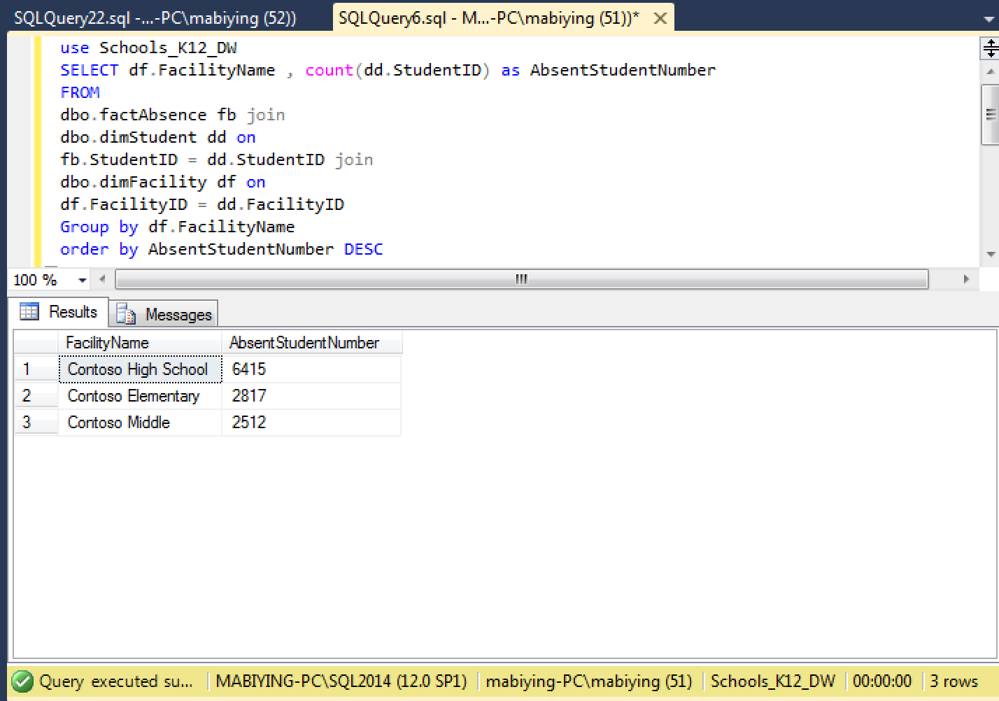 SQLQuery22.sql -...-PC\mabiying (52))
SQLQuery6.sql - M...-PC\mabiying (51))*
use Schools_K12_DW
SELECT df.FacilityName , count(dd.StudentID) as AbsentStudentNumber
FROM
dbo.factAbsence fb join
dbo.dimStudent dd on
fb.StudentID = dd.StudentID join
dbo.dimFacility df on
df.FacilityID = dd.FacilityID
Group by df.FacilityName
order by AbsentStudentNumber DESC
100 %
Results Messages
FacilityName AbsentStudentNumber
1 Contoso High School 6415
2 Contoso Elementary 2817
3 Contoso Middle 2512
Query executed su... MABIYING-PC\SQL2014 (12.0 SP1) mabiying-PC\mabiying (51) Schools_K12_DW 00:00:00 3 rows